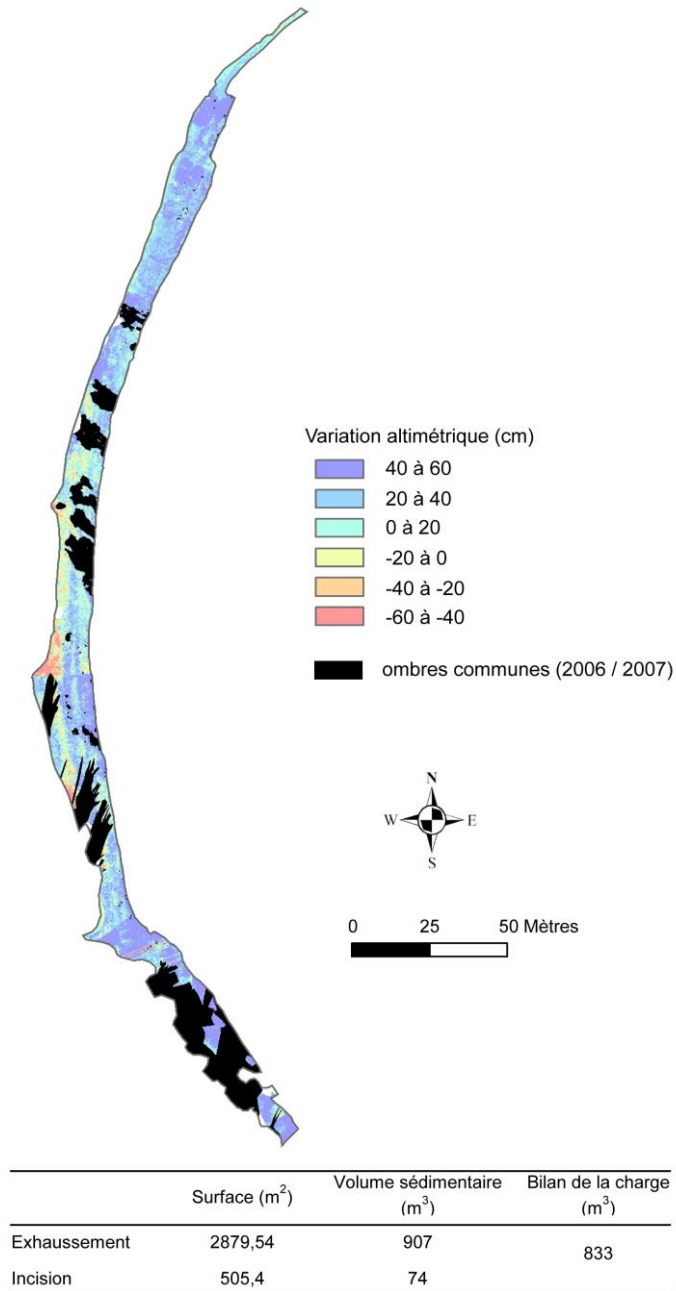 Variation altimétrique (cm)
40 à 60
20 à 40
0 à 20
-20 à 0
-40 à -20
-60 à -40
ombres communes (2006 / 2007)
N
W E
S
0 25 50 Mètres
Surface (m²) Volume sédimentaire (m³) Bilan de la charge (m³)
Exhaussement 2879,54 907 833
Incision 505,4 74